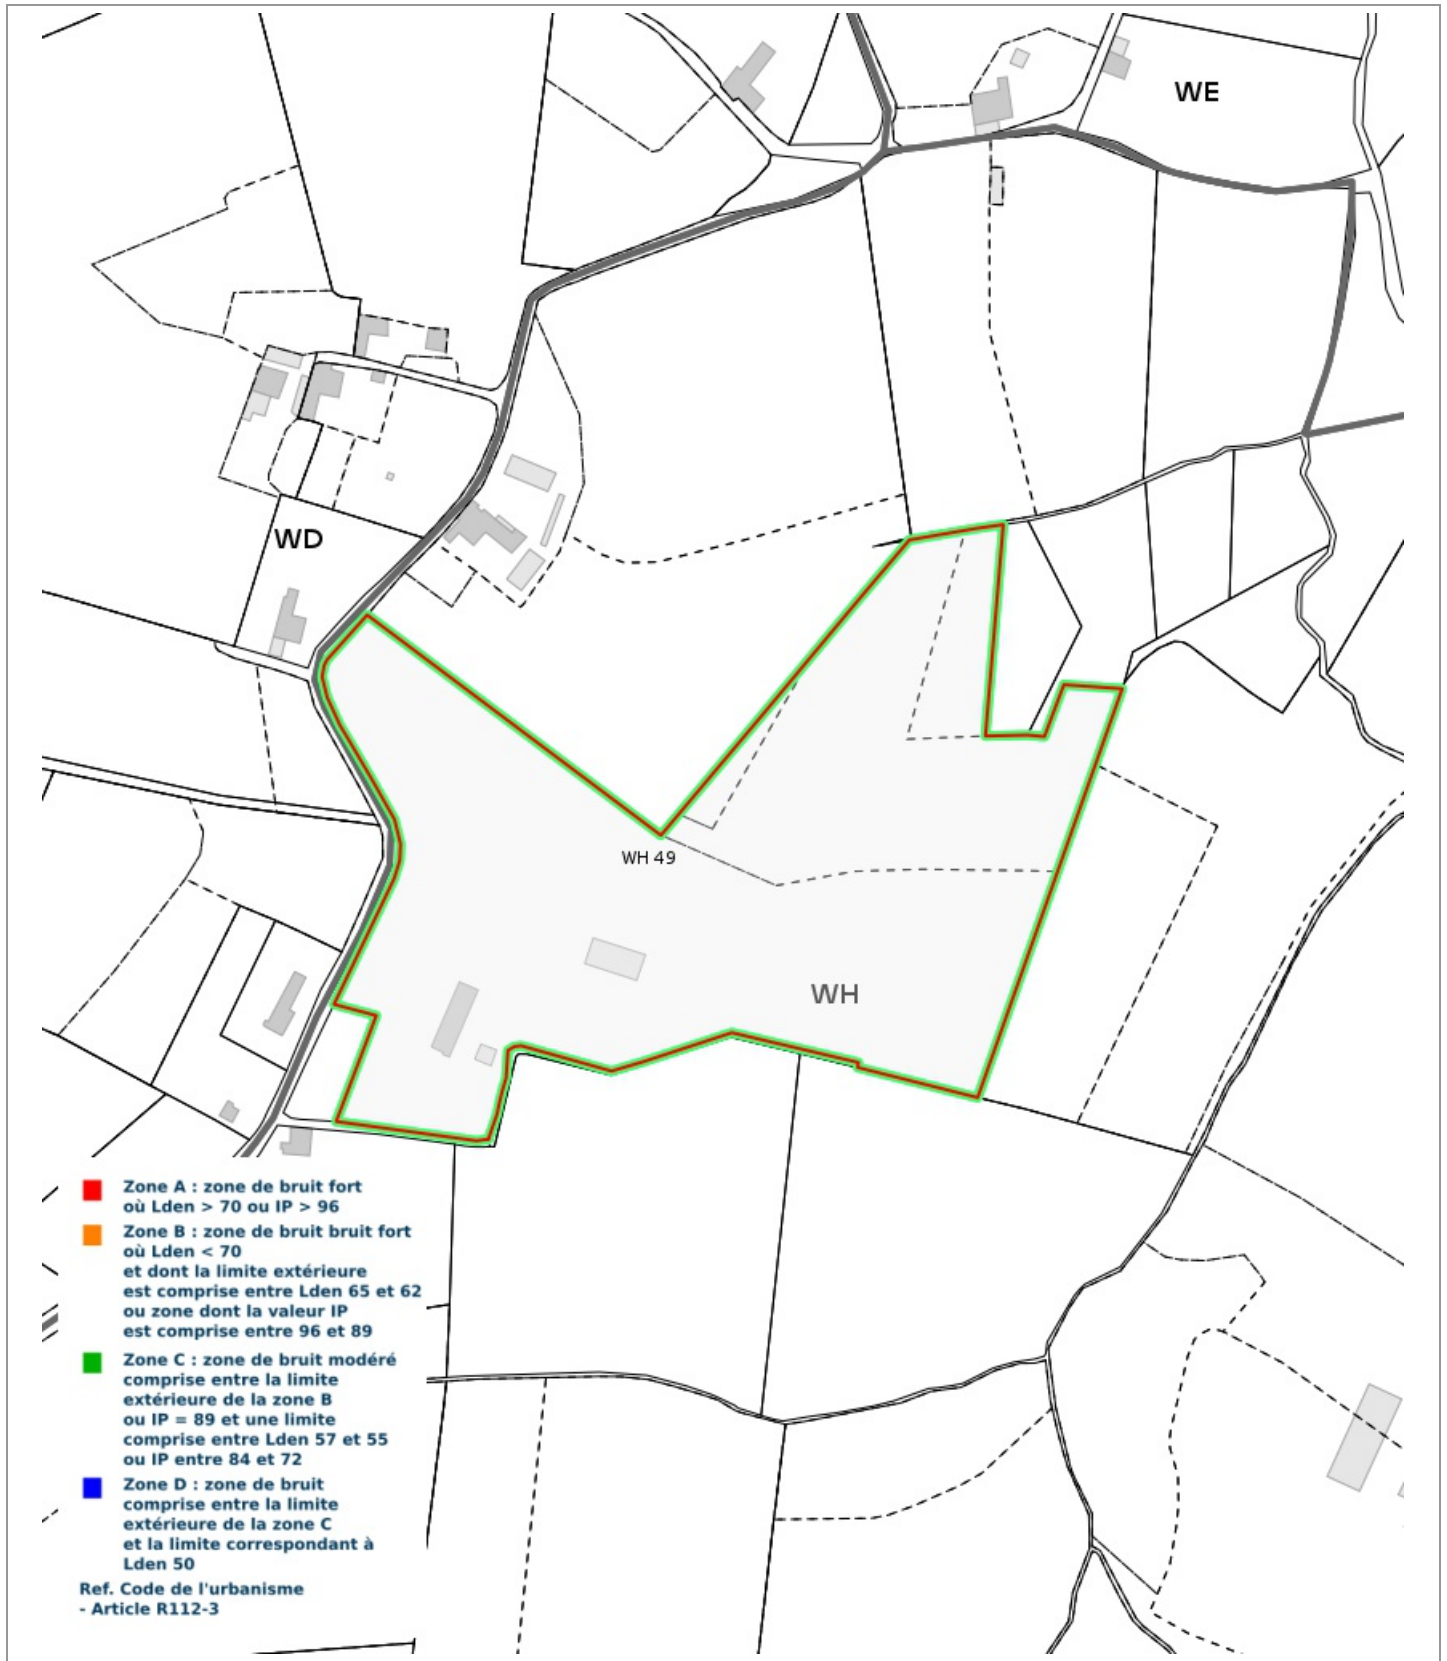 WE
WD
WH 49
WH
Zone A : zone de bruit fort
où Lden > 70 ou IP > 96
Zone B : zone de bruit bruit fort
où Lden < 70
et dont la limite extérieure
est comprise entre Lden 65 et 62
ou zone dont la valeur IP
est comprise entre 96 et 89
Zone C : zone de bruit modéré
comprise entre la limite
extérieure de la zone B
ou IP = 89 et une limite
comprise entre Lden 57 et 55
ou IP entre 84 et 72
Zone D : zone de bruit
comprise entre la limite
extérieure de la zone C
et la limite correspondant à
Lden 50
Ref. Code de l'urbanisme
- Article R112-3